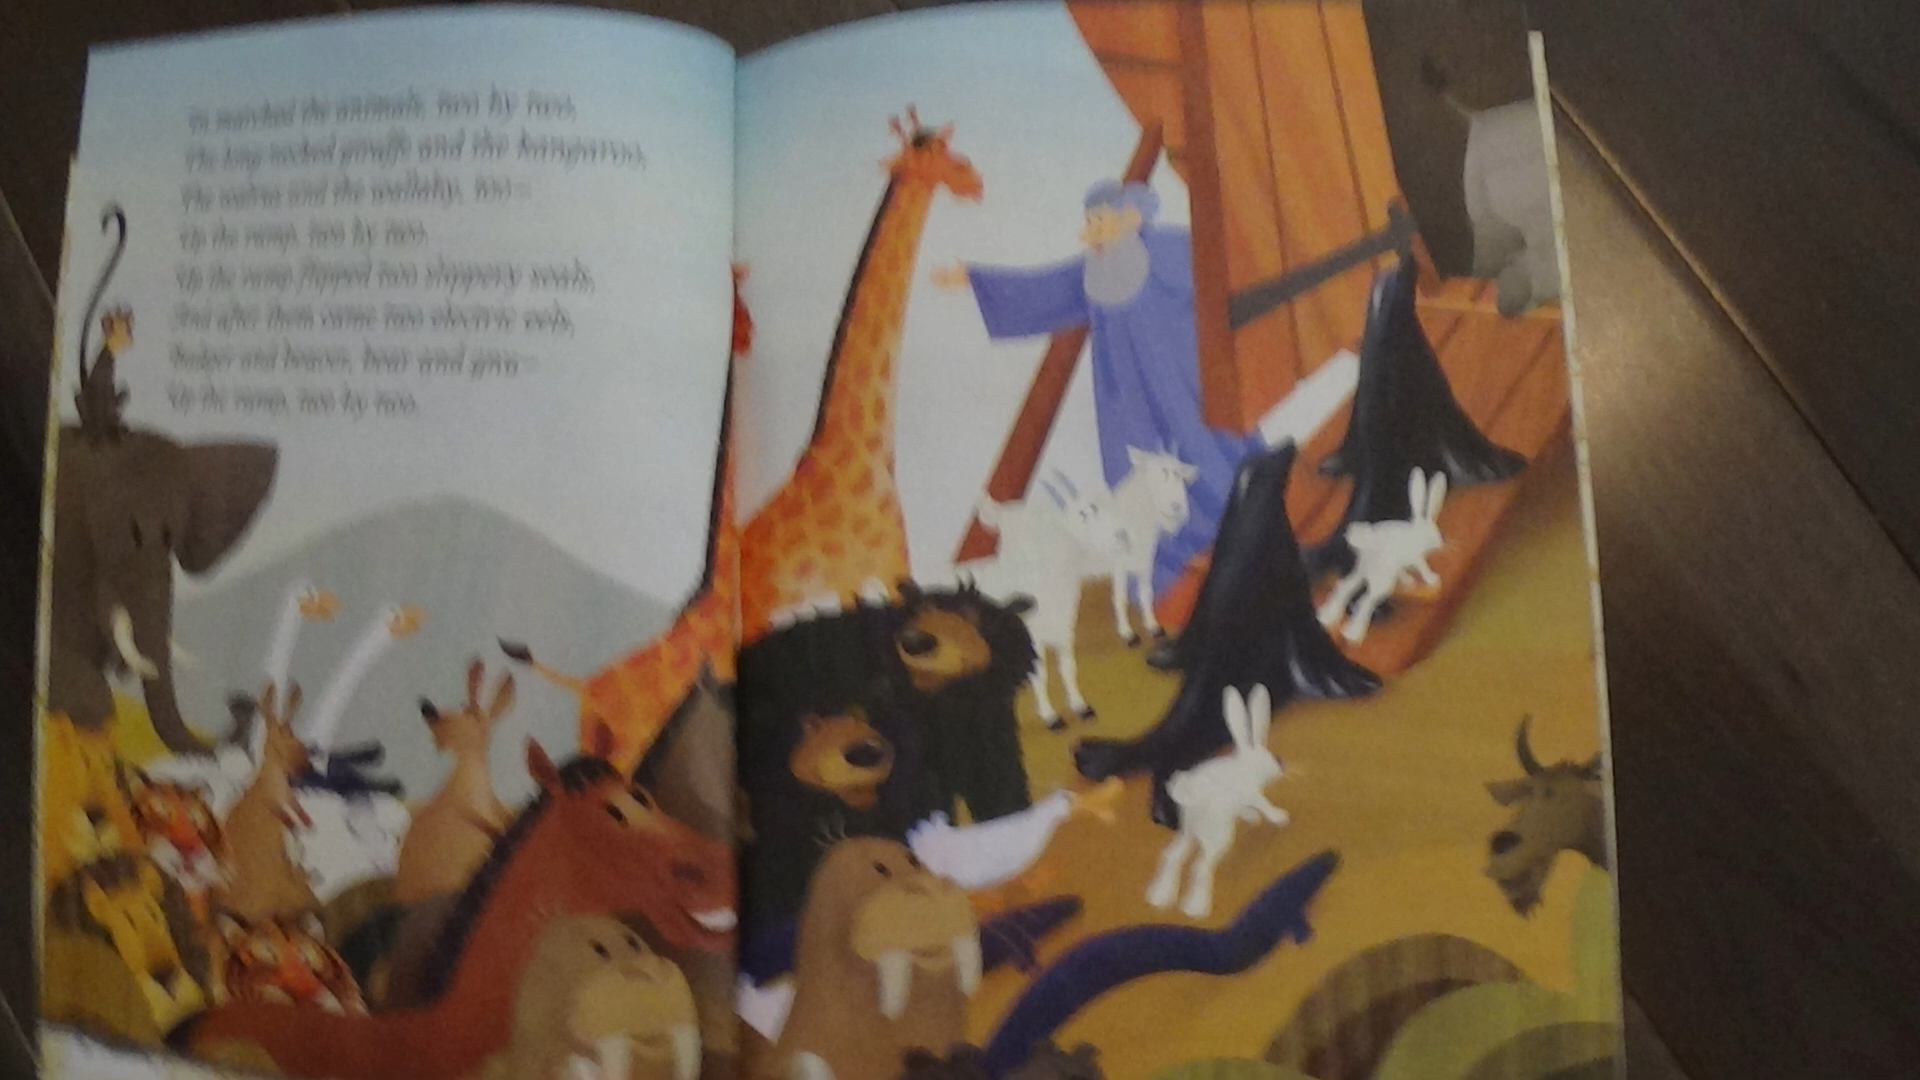 In marched the animals, two by two,
The long-necked giraffe and the kangaroo,
The walrus and the wallaby, too—
Up the ramp, two by two.
Up the ramp flipped two slippery seals,
And after them came two electric eels,
Badger and beaver, bear and gnu—
Up the ramp, two by two.